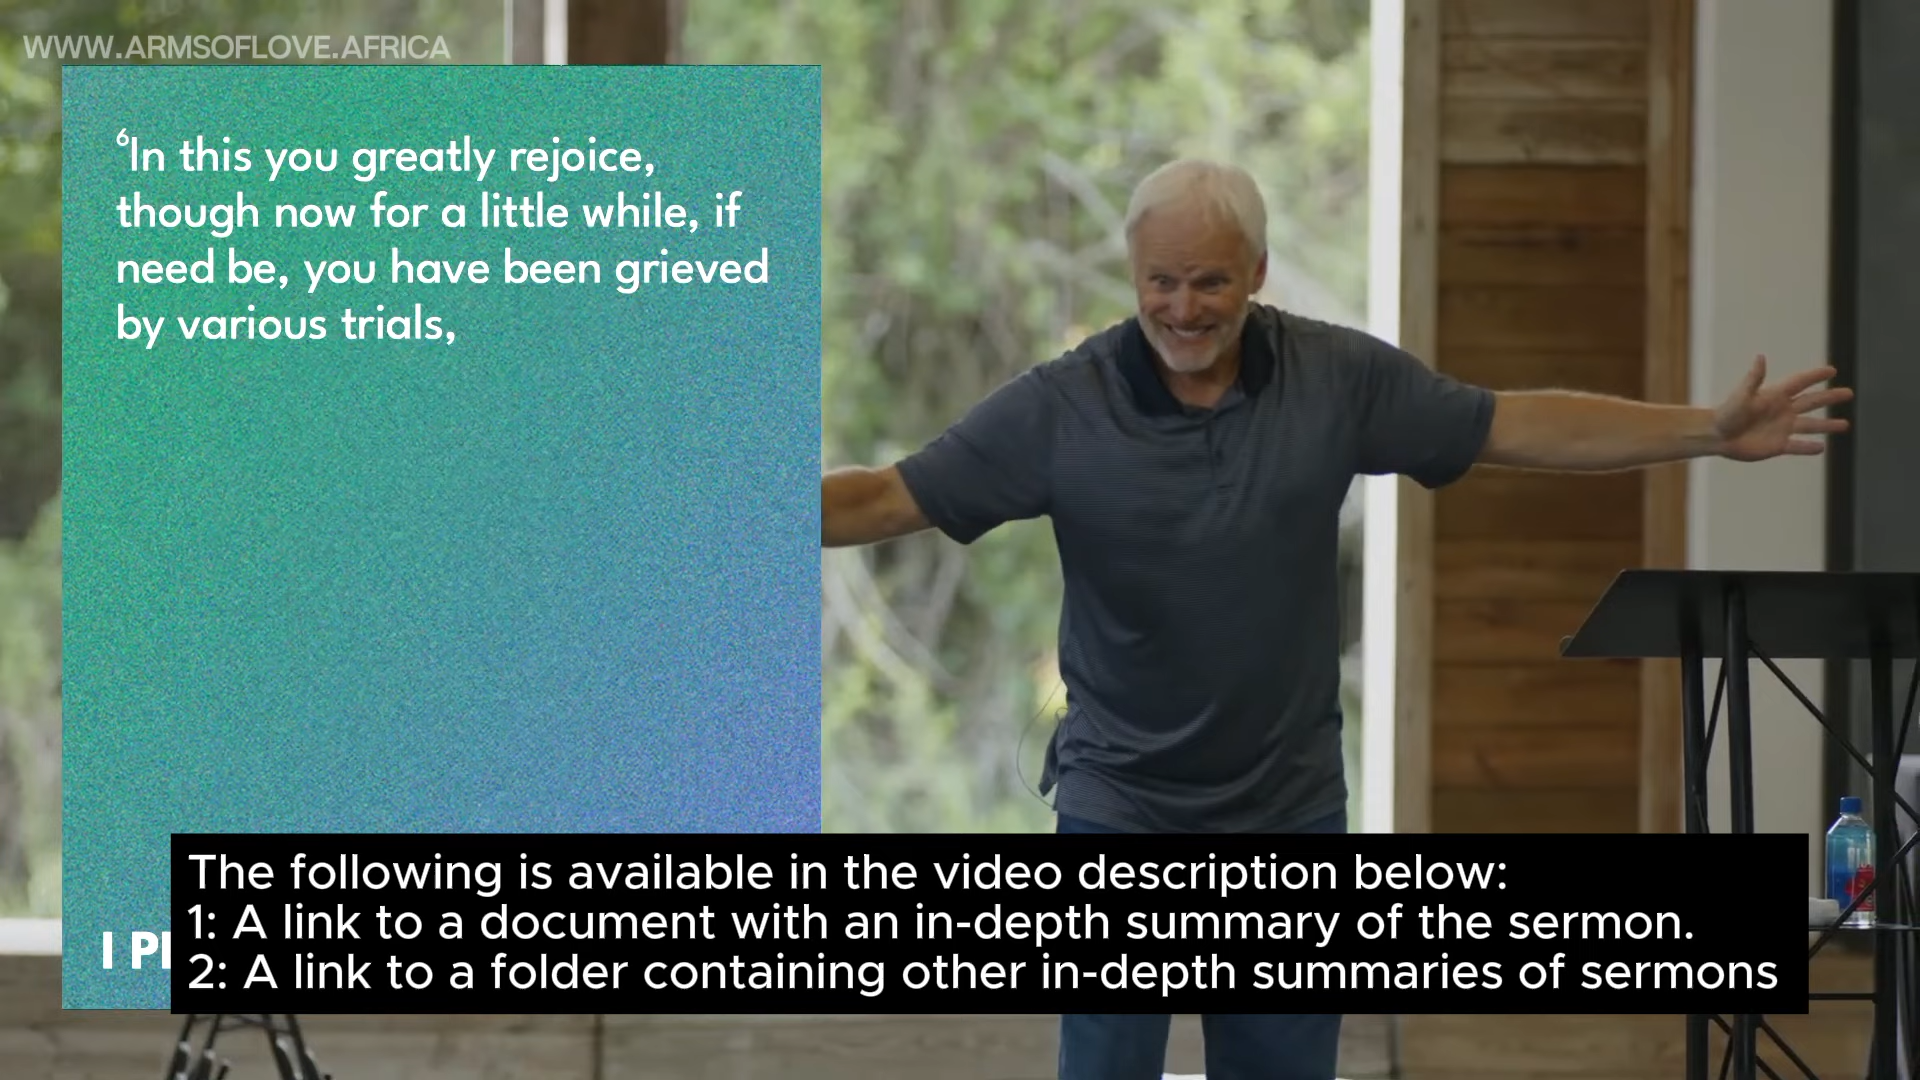 WWW.ARMSOFLOVE.AFRICA
⁶In this you greatly rejoice,
though now for a little while, if
need be, you have been grieved
by various trials,
I P
The following is available in the video description below:
1: A link to a document with an in-depth summary of the sermon.
2: A link to a folder containing other in-depth summaries of sermons